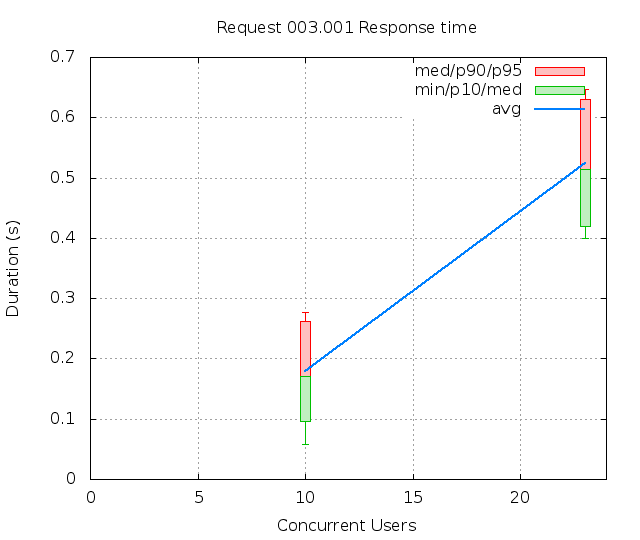 Request 003.001 Response time
0.7
0.6
0.5
0.4
0.3
0.2
0.1
0
Duration (s)
med/p90/p95
min/p10/med
avg
0 5 10 15 20
Concurrent Users